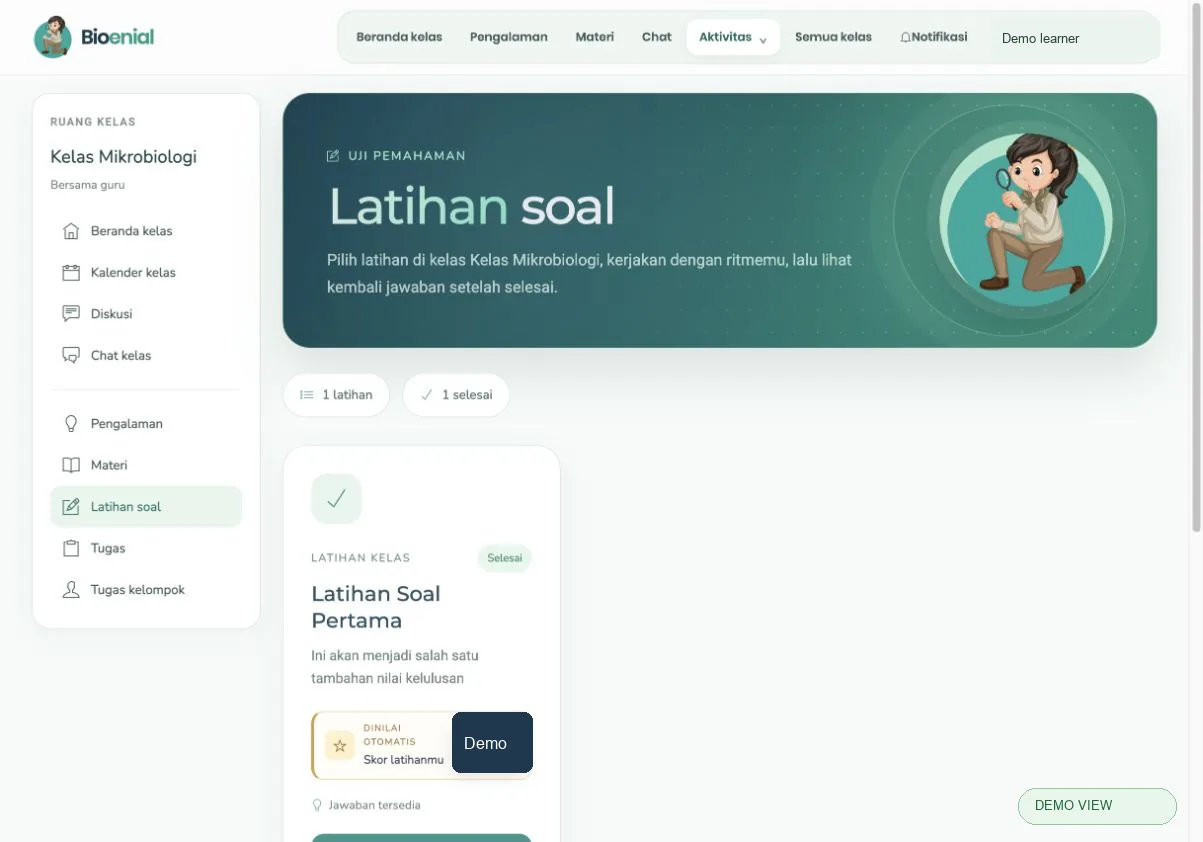 Bioenial
Beranda kelas
Pengalaman
Materi
Chat
Aktivitas
Semua kelas
Notifikasi
Demo learner
RUANG KELAS
Kelas Mikrobiologi
Bersama guru
Beranda kelas
Kalender kelas
Diskusi
Chat kelas
Pengalaman
Materi
Latihan soal
Tugas
Tugas kelompok
UJI PEMAHAMAN
Latihan soal
Pilih latihan di kelas Kelas Mikrobiologi, kerjakan dengan ritmemu, lalu lihat
kembali jawaban setelah selesai.
1 latihan
1 selesai
LATIHAN KELAS
Selesai
Latihan Soal
Pertama
Ini akan menjadi salah satu
tambahan nilai kelulusan
DINILAI
OTOMATIS
Skor latihanmu
Demo
Jawaban tersedia
DEMO VIEW